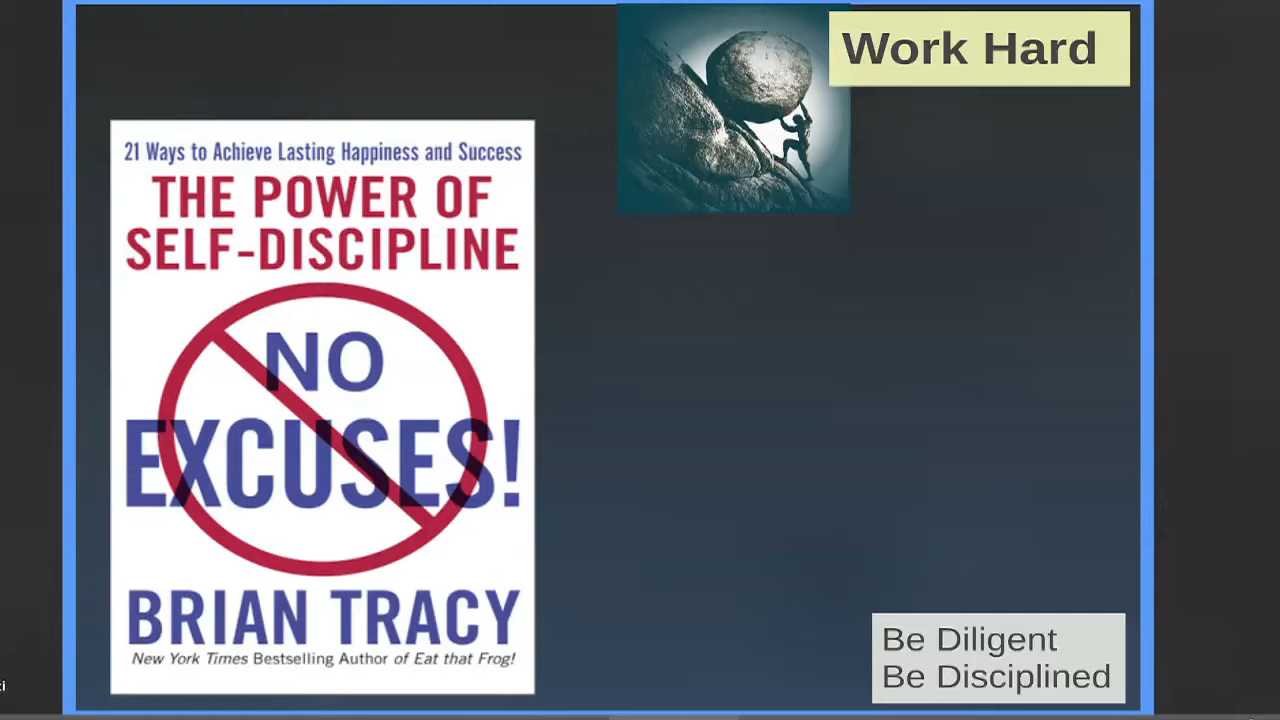 Work Hard
21 Ways to Achieve Lasting Happiness and Success
THE POWER OF
SELF-DISCIPLINE
NO
EXCUSES!
BRIAN TRACY
New York Times Bestselling Author of Eat that Frog!
Be Diligent
Be Disciplined